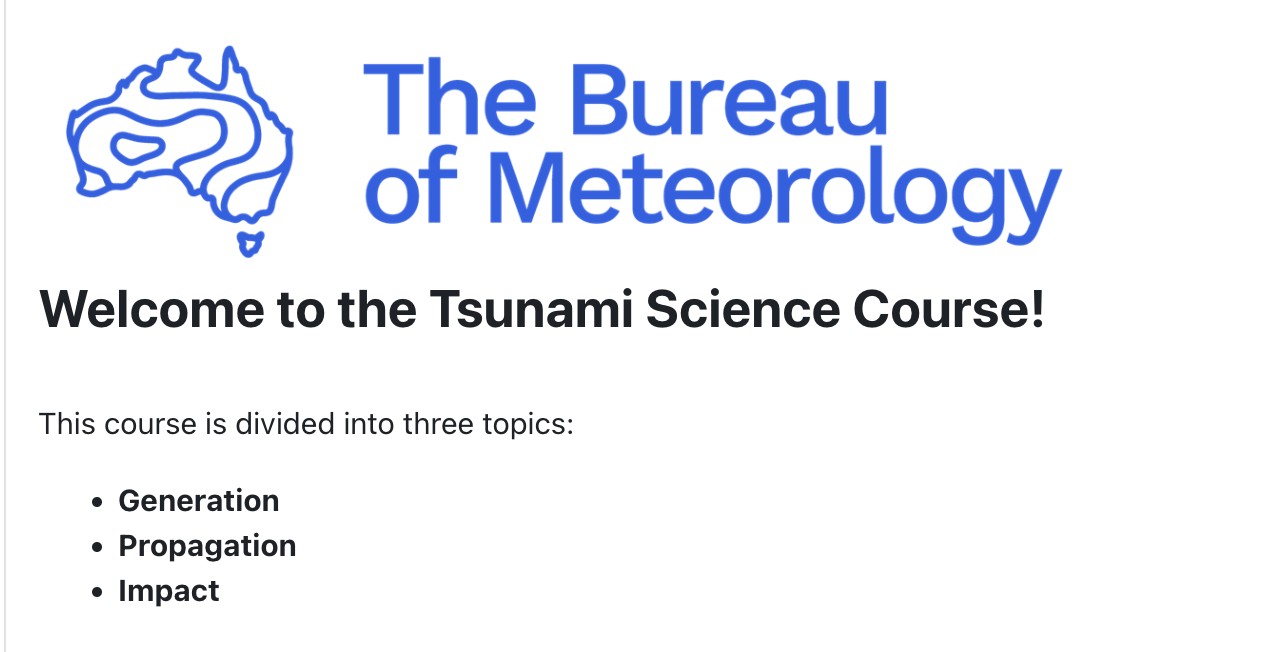 The Bureau
of Meteorology
Welcome to the Tsunami Science Course!
This course is divided into three topics:
Generation
Propagation
Impact